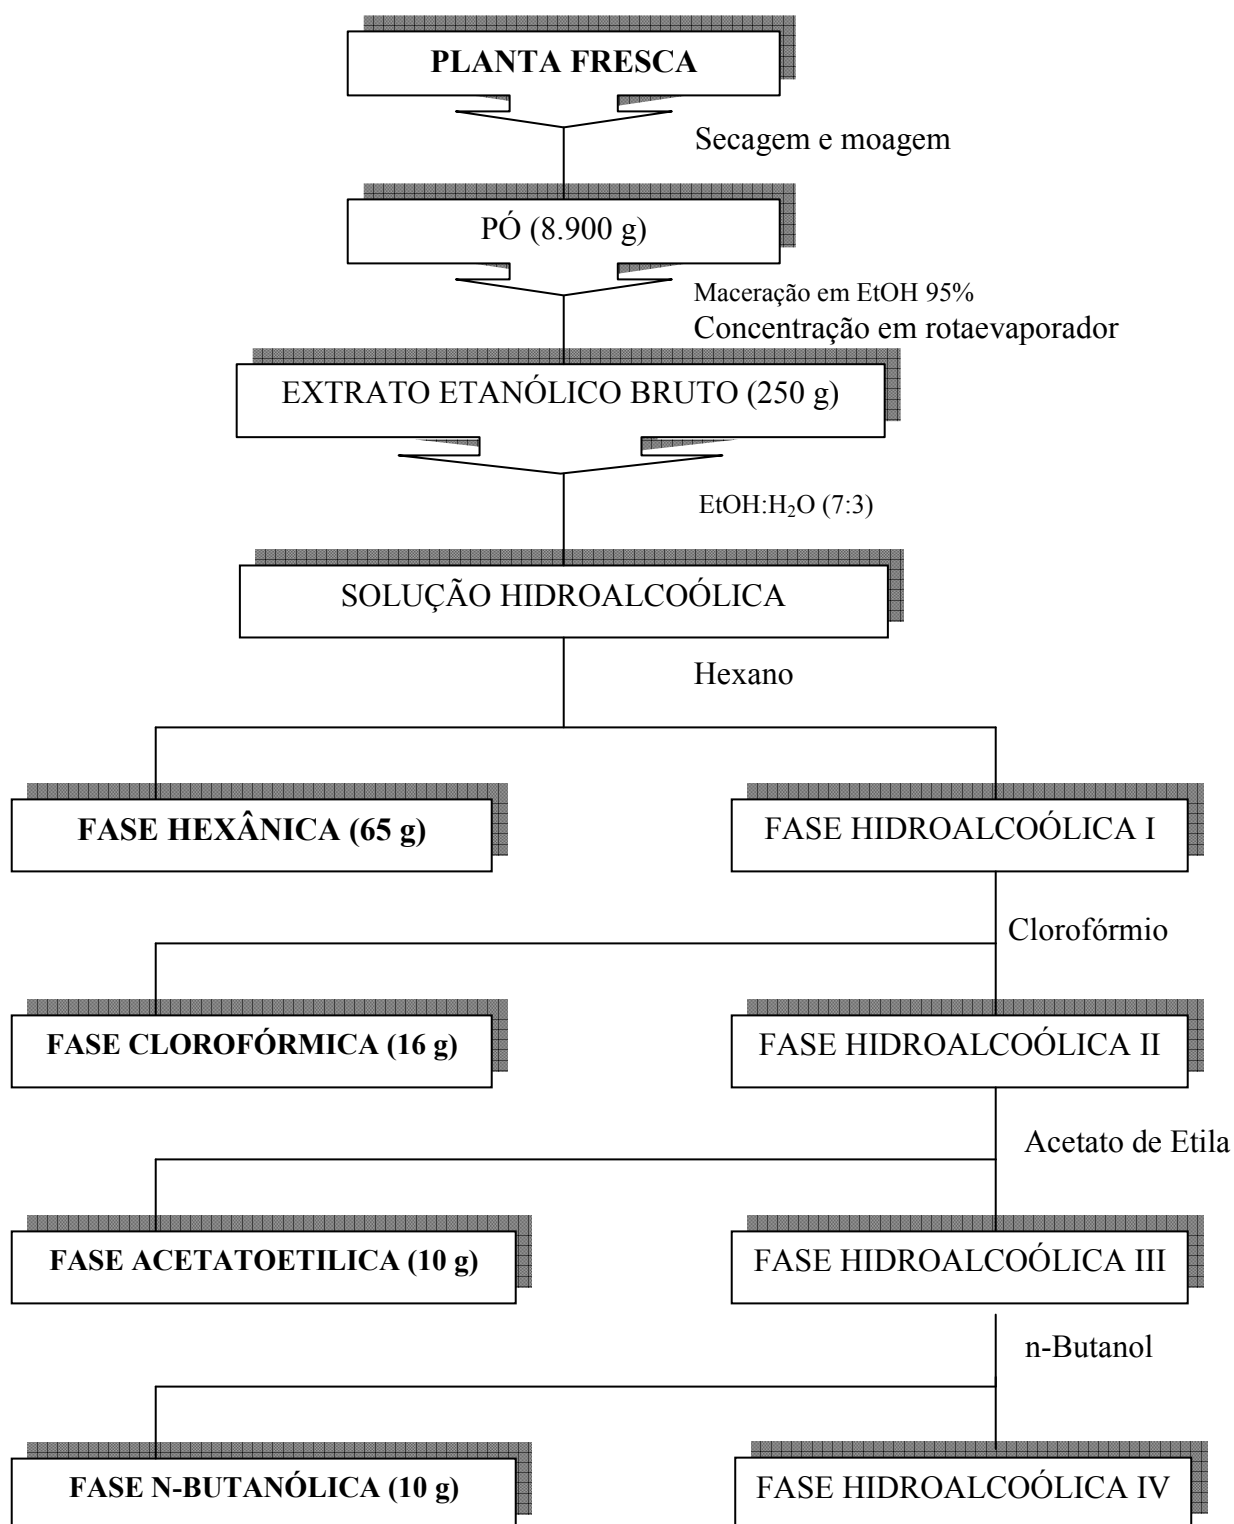 PLANTA FRESCA
Secagem e moagem
PÓ (8.900 g)
Maceração em EtOH 95%
Concentração em rotaevaporador
EXTRATO ETANÓLICO BRUTO (250 g)
EtOH:H₂O (7:3)
SOLUÇÃO HIDROALCOÓLICA
Hexano
FASE HEXÂNICA (65 g)
FASE HIDROALCOÓLICA I
Clorofórmio
FASE CLOROFÓRMICA (16 g)
FASE HIDROALCOÓLICA II
Acetato de Etila
FASE ACETATOETILICA (10 g)
FASE HIDROALCOÓLICA III
n-Butanol
FASE N-BUTANÓLICA (10 g)
FASE HIDROALCOÓLICA IV